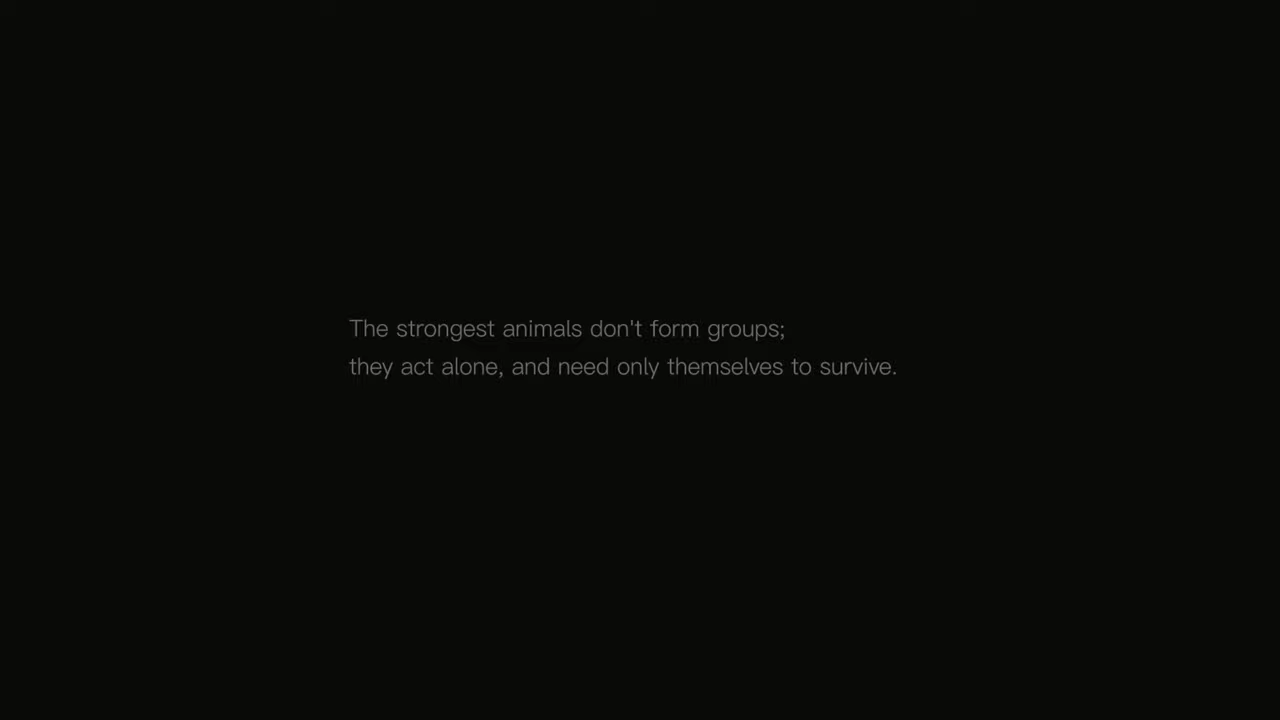 The strongest animals don't form groups;
they act alone, and need only themselves to survive.